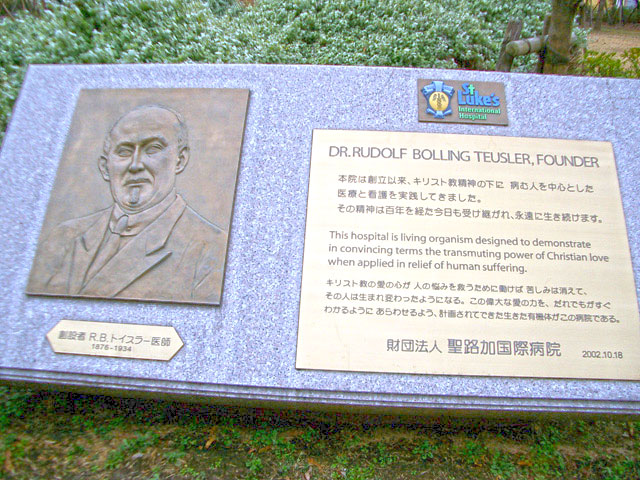 St
Luke's
International
Hospital
DR.RUDOLF BOLLING TEUSLER, FOUNDER
本院は創立以来、キリスト教精神の下に 病む人を中心とした
医療と看護を実践してきました。
その精神は百年を経た今日も受け継がれ、永遠に生き続けます。
This hospital is living organism designed to demonstrate
in convincing terms the transmuting power of Christian love
when applied in relief of human suffering.
キリスト教の愛の心が 人の悩みを救うために働けば 苦しみは消えて、
その人は生まれ変わったようになる。この偉大な愛の力を、だれでもがすぐ
わかるように あらわせるよう、計画されてできた生きた有機体がこの病院である。
財団法人 聖路加国際病院
2002.10.18
創設者 R.B.トイスラー医師
1876-1934